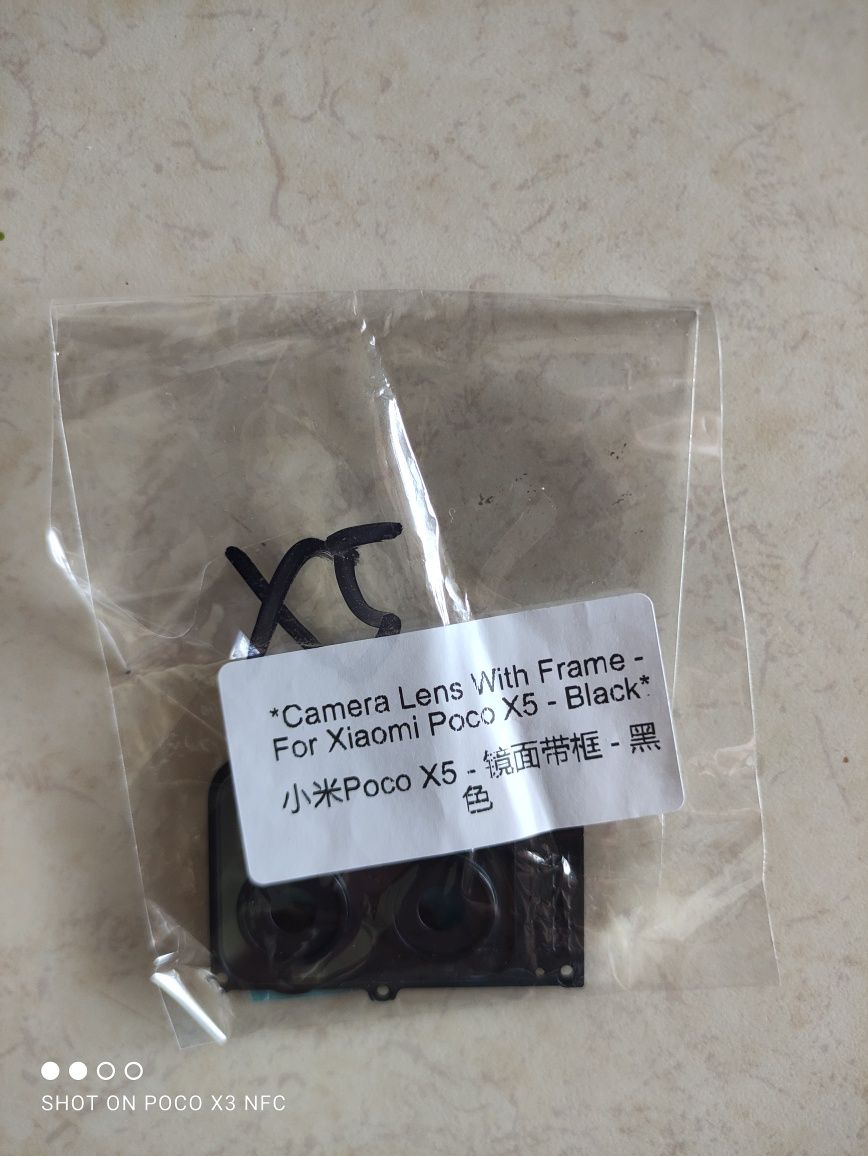 X5
*Camera Lens With Frame -
For Xiaomi Poco X5 - Black*
小米Poco X5 - 镜面带框 - 黑
色
SHOT ON POCO X3 NFC